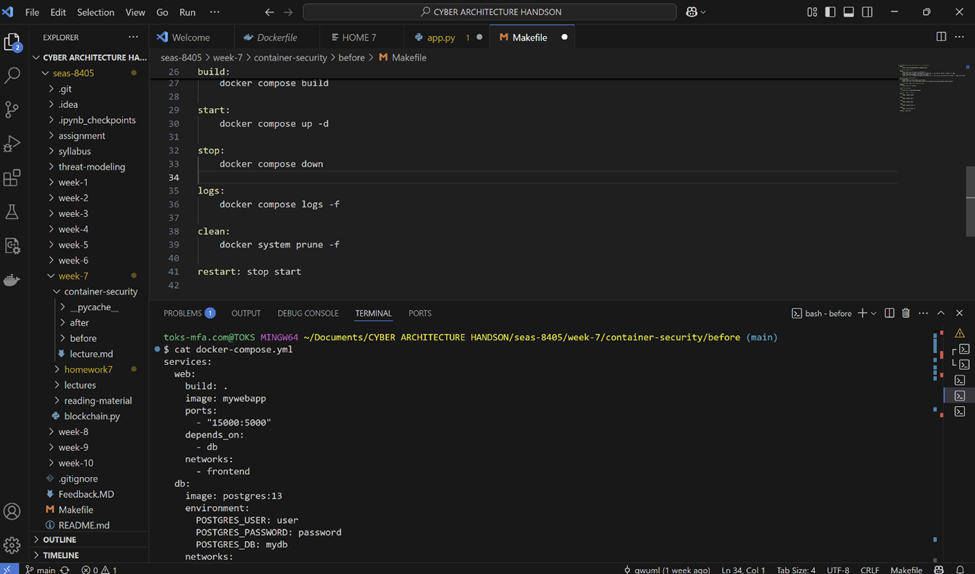 File Edit Selection View Go Run ··· CYBER ARCHITECTURE HANDSON
EXPLORER ···
CYBER ARCHITECTURE HA...
seas-8405
.git
.idea
.ipynb_checkpoints
assignment
syllabus
threat-modeling
week-1
week-2
week-3
week-4
week-5
week-6
week-7
container-security
__pycache__
after
before
lecture.md
homework7
lectures
reading-material
blockchain.py
week-8
week-9
week-10
.gitignore
Feedback.MD
Makefile
README.md
OUTLINE
TIMELINE
Welcome Dockerfile HOME 7 app.py 1 Makefile
seas-8405 > week-7 > container-security > before > Makefile
26 build:
27 docker compose build
28
29 start:
30 docker compose up -d
31
32 stop:
33 docker compose down
34
35 logs:
36 docker compose logs -f
37
38 clean:
39 docker system prune -f
40
41 restart: stop start
42
PROBLEMS 1 OUTPUT DEBUG CONSOLE TERMINAL PORTS bash - before
toks-mfa.com@TOKS MINGW64 ~/Documents/CYBER ARCHITECTURE HANDSON/seas-8405/week-7/container-security/before (main)
$ cat docker-compose.yml
services:
web:
build: .
image: mywebapp
ports:
- "15000:5000"
depends_on:
- db
networks:
- frontend
db:
image: postgres:13
environment:
POSTGRES_USER: user
POSTGRES_PASSWORD: password
POSTGRES_DB: mydb
networks:
2
main 0 1 qwuml (1 week ago) Ln 34, Col 1 Tab Size: 4 UTF-8 CRLF Makefile